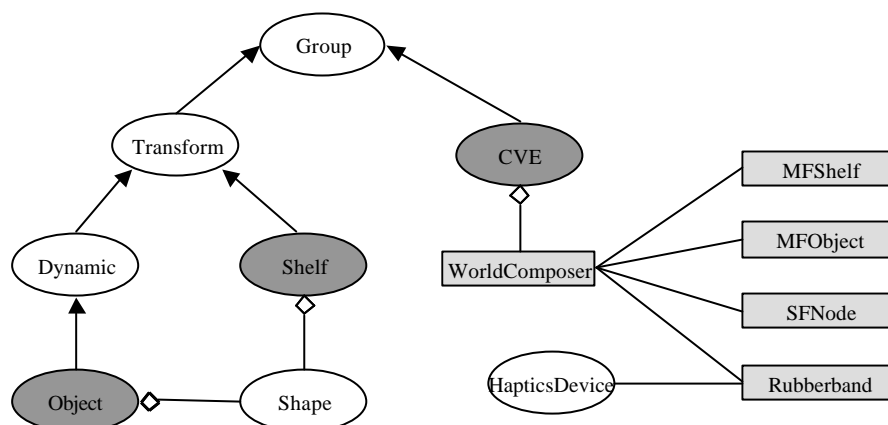 Group
Transform
CVE
MFShelf
MFObject
Dynamic
Shelf
WorldComposer
SFNode
HapticsDevice
Rubberband
Object
Shape